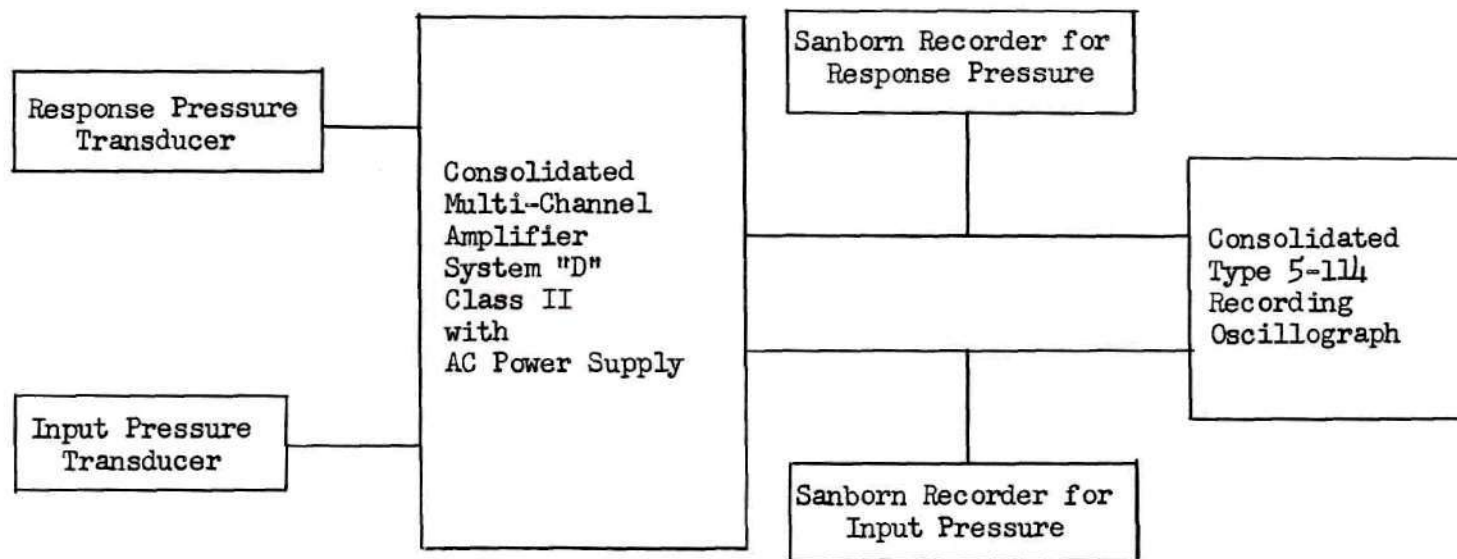 Response Pressure
Transducer
Input Pressure
Transducer
Consolidated
Multi-Channel
Amplifier
System "D"
Class II
with
AC Power Supply
Sanborn Recorder for
Response Pressure
Sanborn Recorder for
Input Pressure
Consolidated
Type 5-114
Recording
Oscillograph